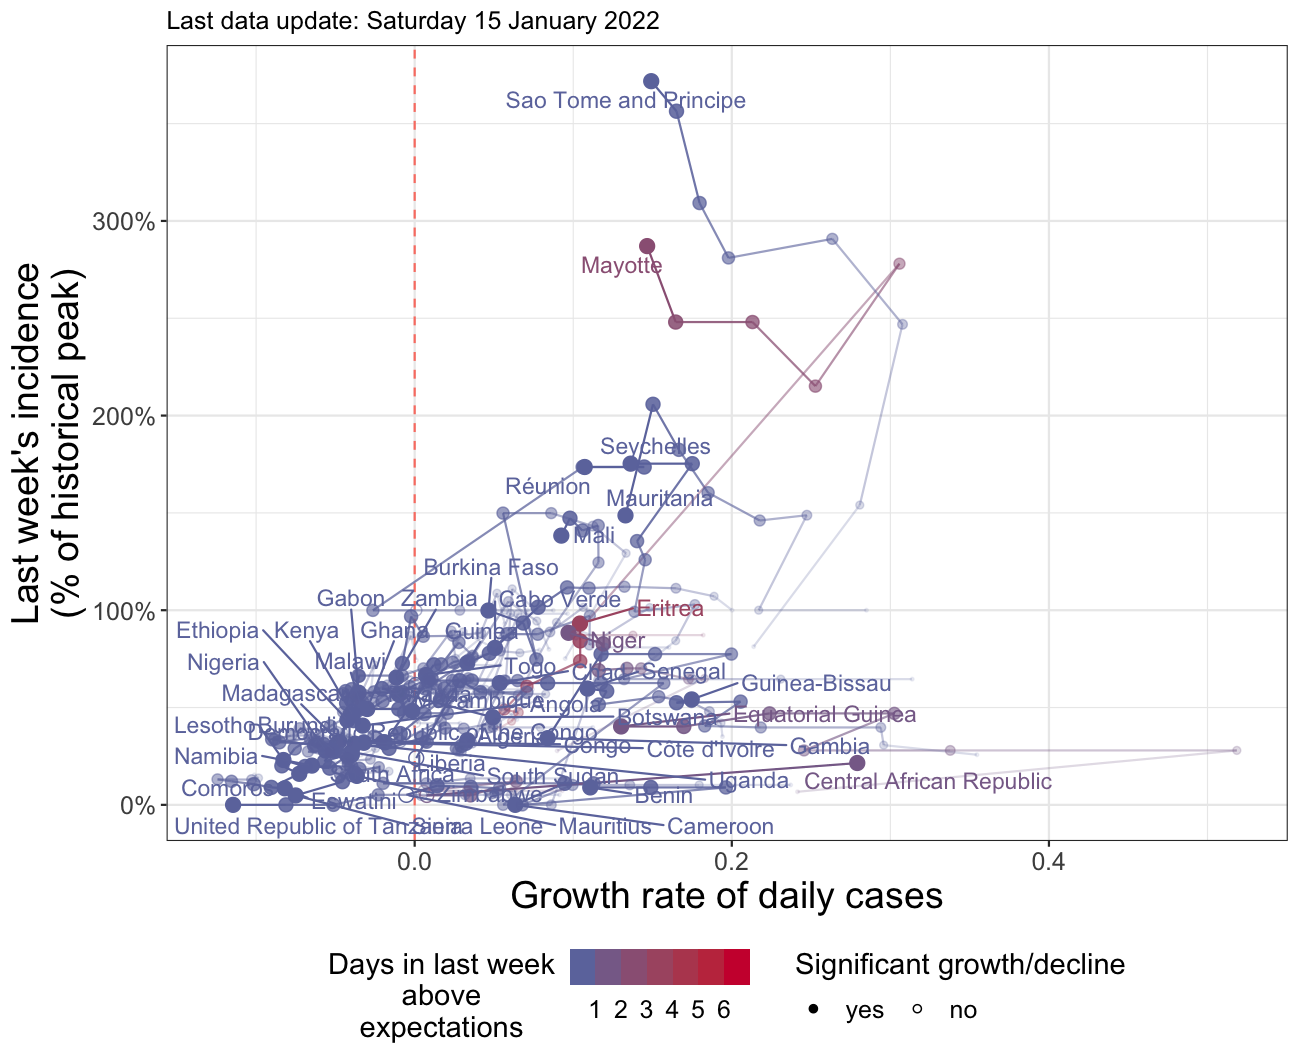 Last data update: Saturday 15 January 2022
Last week's incidence
(% of historical peak)
300%
200%
100%
0%
Sao Tome and Principe
Mayotte
Seychelles
Réunion
Mauritania
Mali
Burkina Faso
Gabon Zambia Cabo Verde
Eritrea
Ethiopia Kenya Ghana Guinea
Niger
Nigeria Malawi Togo Chad Senegal
Madagascar Angola Guinea-Bissau
Botswana Equatorial Guinea
Lesotho Burundi
Congo Côte d'Ivoire Gambia
Namibia Liberia
South Sudan Uganda
Comoros Central African Republic
Eswatini Zimbabwe Benin
United Republic of Tanzania Sierra Leone Mauritius Cameroon
0.0 0.2 0.4
Growth rate of daily cases
Days in last week
above
expectations
1 2 3 4 5 6
Significant growth/decline
yes no